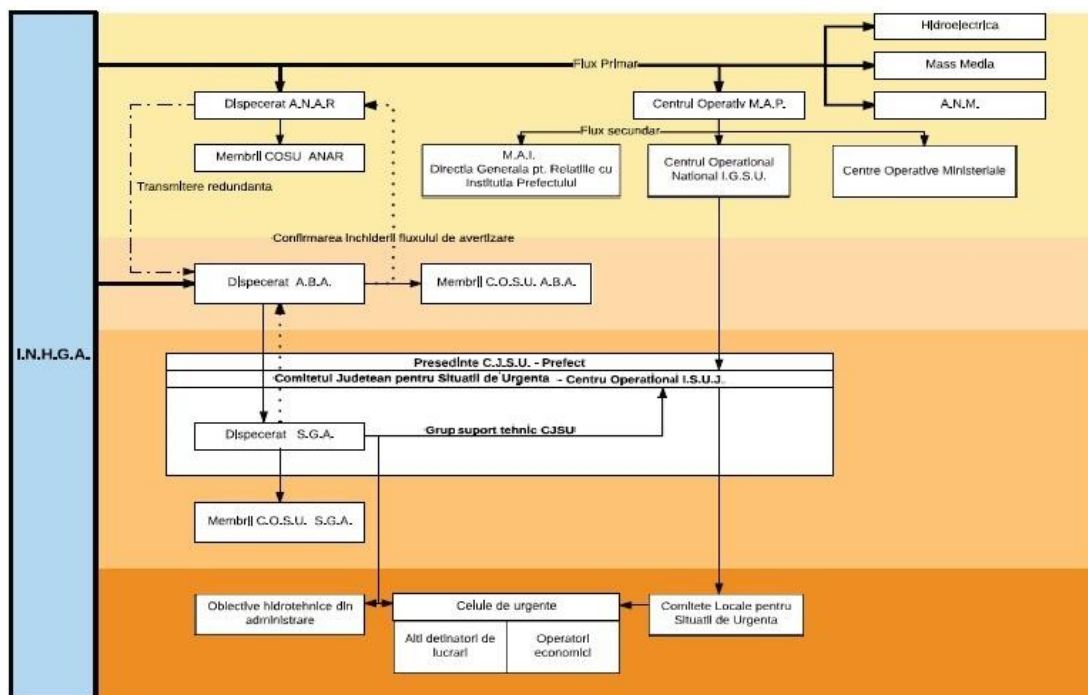 I.N.H.G.A.
Hidroelectrica
Flux Primar
Mass Media
Dispecerat A.N.A.R
Centrul Operativ M.A.P.
A.N.M.
Flux secundar
Membrii COSU ANAR
M.A.I.
Directia Generala pt. Relatiile cu
Institutia Prefectului
Centrul Operational
National I.G.S.U.
Centre Operative Ministeriale
Transmitere redundanta
Confirmarea inchiderii fluxului de avertizare
Dispecerat A.B.A.
Membrii C.O.S.U. A.B.A.
Presedinte C.J.S.U. - Prefect
Comitetul Judetean pentru Situatii de Urgenta - Centru Operational I.S.U.J.
Dispecerat S.G.A.
Grup suport tehnic CJSU
Membrii C.O.S.U. S.G.A.
Obiective hidrotehnice din
administrare
Celule de urgente
Alti detinatori de
lucrari
Operatori
economici
Comitete Locale pentru
Situatii de Urgenta